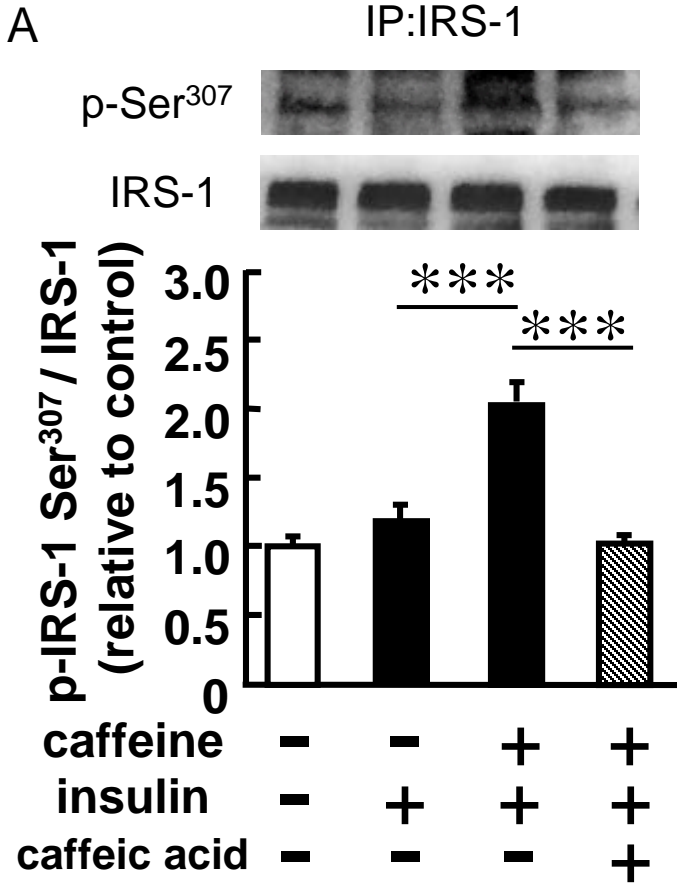 A
IP:IRS-1
p-Ser³⁰⁷
IRS-1
p-IRS-1 Ser³⁰⁷ / IRS-1
(relative to control)
3.0
2.5
2.0
1.5
1.0
0.5
0
***
***
caffeine - - + +
insulin - + + +
caffeic acid - - - +